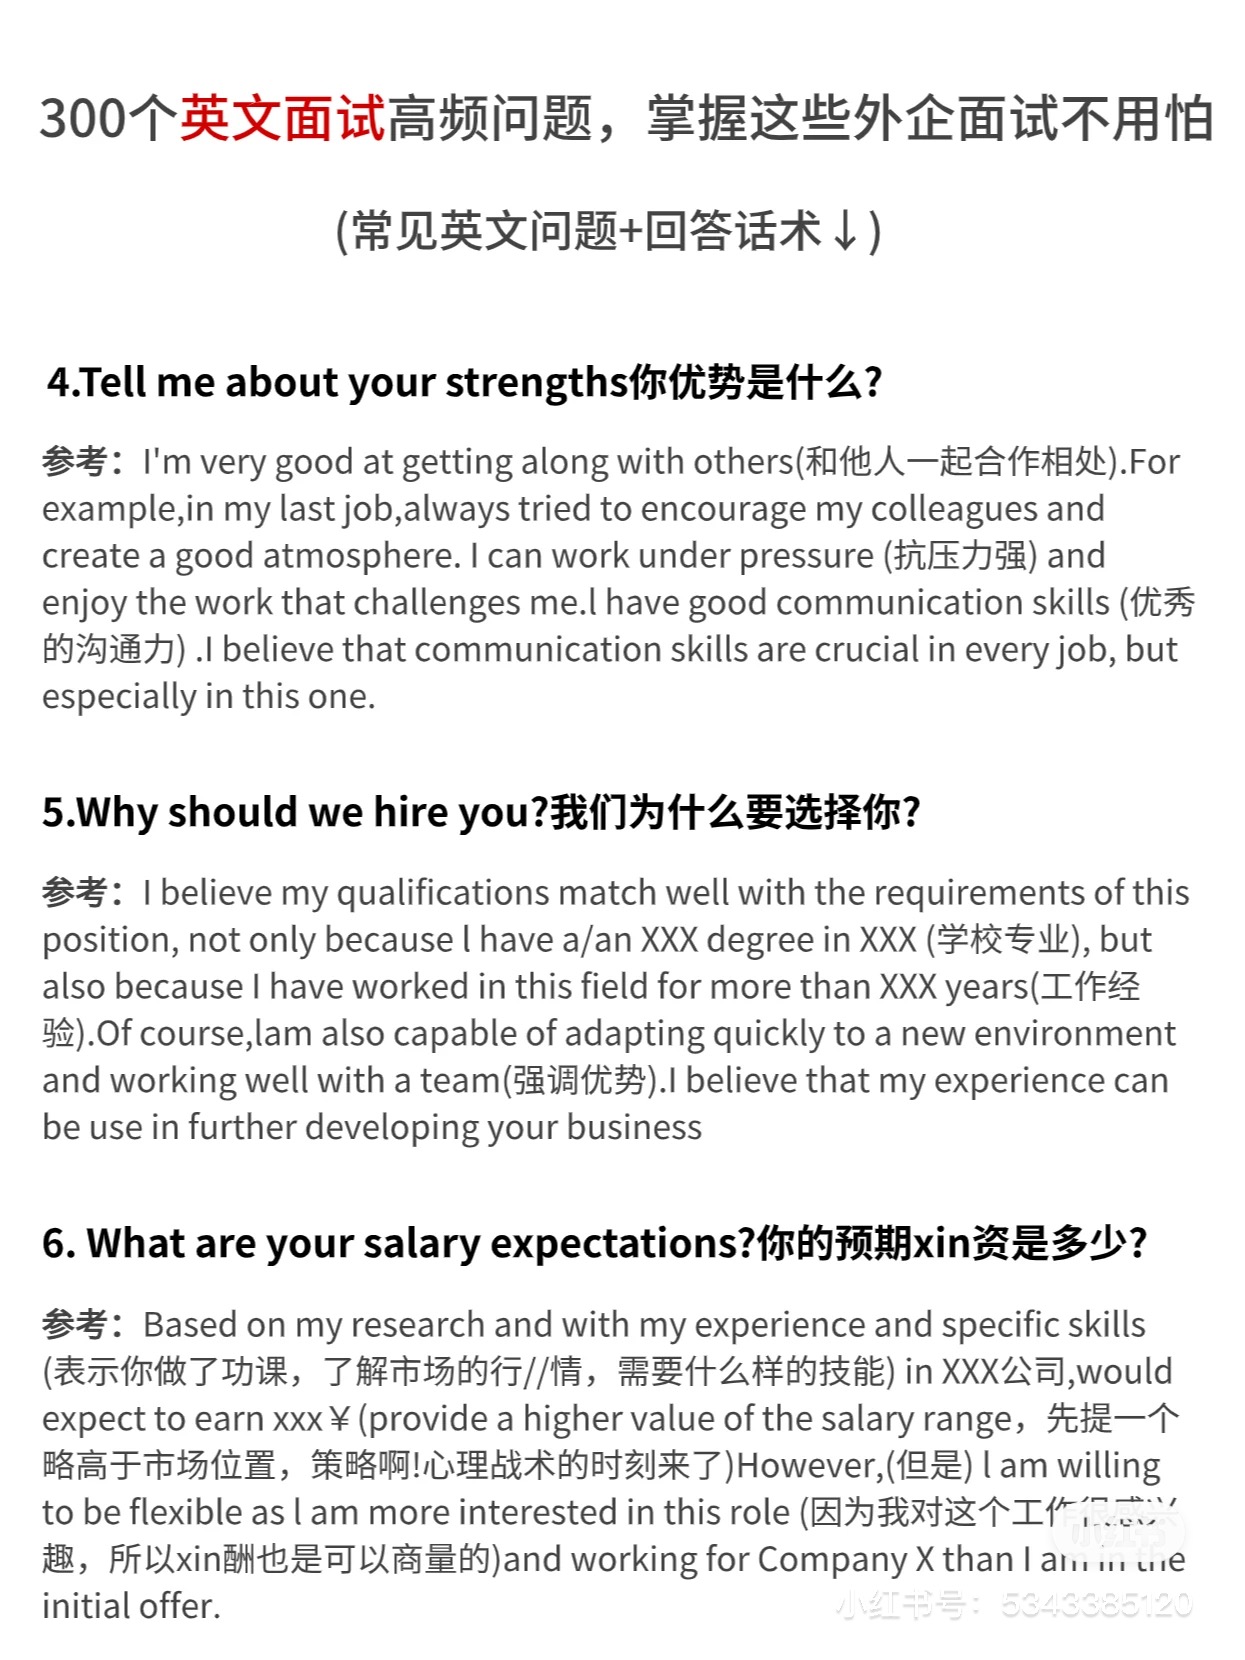 300个英文面试高频问题，掌握这些外企面试不用怕
(常见英文问题+回答话术↓)
4.Tell me about your strengths你优势是什么?
参考：I'm very good at getting along with others(和他人一起合作相处).For
example,in my last job,always tried to encourage my colleagues and
create a good atmosphere. I can work under pressure (抗压力强) and
enjoy the work that challenges me.l have good communication skills (优秀
的沟通力) .I believe that communication skills are crucial in every job, but
especially in this one.
5.Why should we hire you?我们为什么要选择你?
参考：I believe my qualifications match well with the requirements of this
position, not only because l have a/an XXX degree in XXX (学校专业), but
also because I have worked in this field for more than XXX years(工作经
验).Of course,lam also capable of adapting quickly to a new environment
and working well with a team(强调优势).I believe that my experience can
be use in further developing your business
6. What are your salary expectations?你的预期xin资是多少?
参考：Based on my research and with my experience and specific skills
(表示你做了功课，了解市场的行//情，需要什么样的技能) in XXX公司,would
expect to earn xxx￥(provide a higher value of the salary range，先提一个
略高于市场位置，策略啊!心理战术的时刻来了)However,(但是) l am willing
to be flexible as l am more interested in this role (因为我对这个工作很感兴
趣，所以xin酬也是可以商量的)and working for Company X than I am in the
initial offer.
小红书
小红书号：5343385120